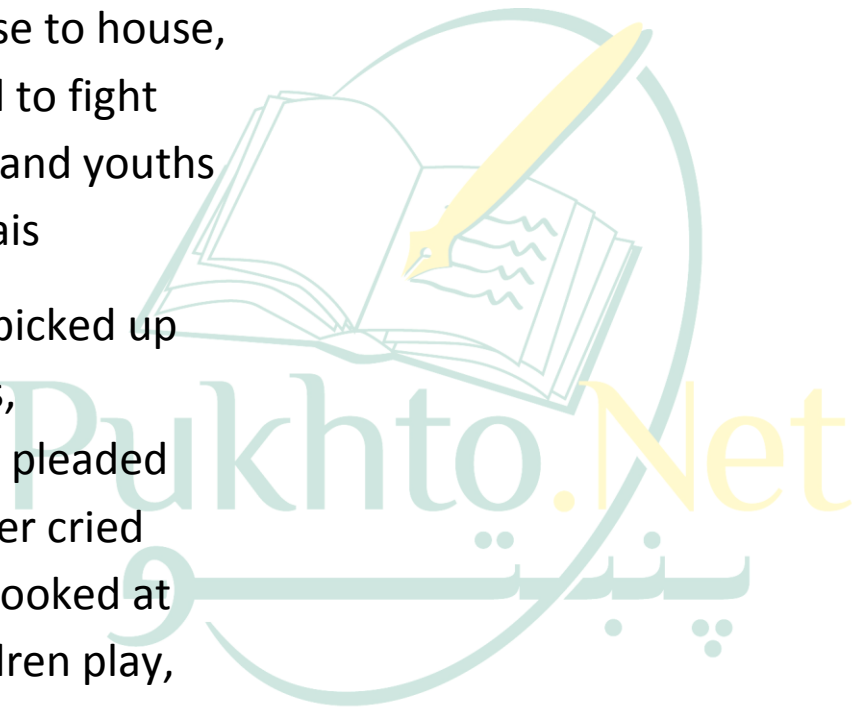 se to house,
l to fight
and youths
ais
picked up
s,
pleaded
er cried
ooked at
dren play,
Pukhto.Net
پښتو